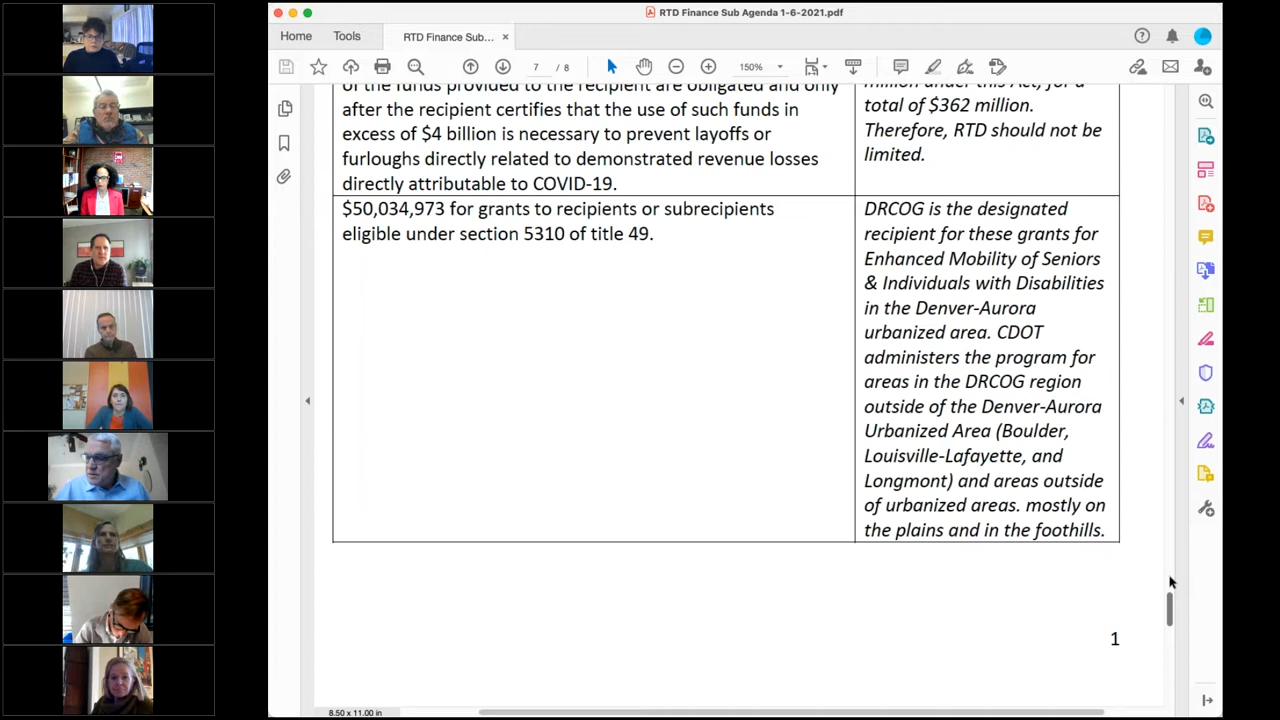 RTD Finance Sub Agenda 1-6-2021.pdf
Home
Tools
RTD Finance Sub...
×
7 / 8
150%
of the funds provided to the recipient are obligated and only
after the recipient certifies that the use of such funds in
excess of $4 billion is necessary to prevent layoffs or
furloughs directly related to demonstrated revenue losses
directly attributable to COVID-19.
million under this Act, for a
total of $362 million.
Therefore, RTD should not be
limited.
$50,034,973 for grants to recipients or subrecipients
eligible under section 5310 of title 49.
DRCOG is the designated
recipient for these grants for
Enhanced Mobility of Seniors
& Individuals with Disabilities
in the Denver-Aurora
urbanized area. CDOT
administers the program for
areas in the DRCOG region
outside of the Denver-Aurora
Urbanized Area (Boulder,
Louisville-Lafayette, and
Longmont) and areas outside
of urbanized areas. mostly on
the plains and in the foothills.
1
8.50 x 11.00 in